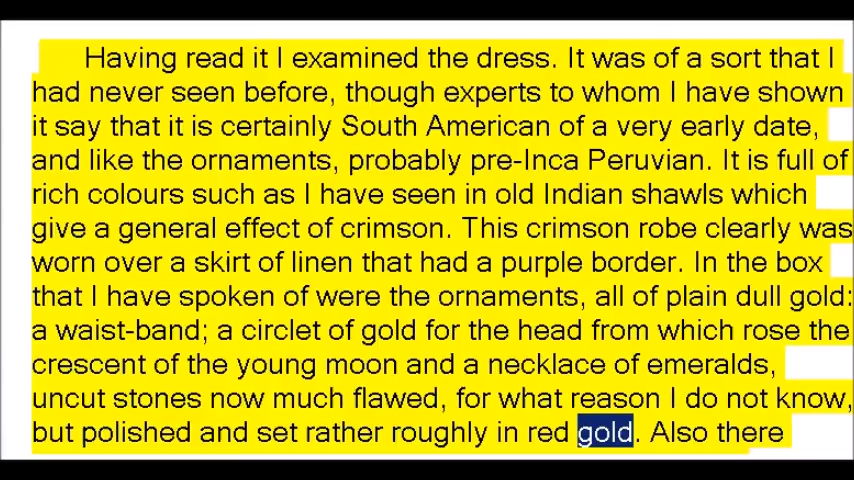 Having read it I examined the dress. It was of a sort that I
had never seen before, though experts to whom I have shown
it say that it is certainly South American of a very early date,
and like the ornaments, probably pre-Inca Peruvian. It is full of
rich colours such as I have seen in old Indian shawls which
give a general effect of crimson. This crimson robe clearly was
worn over a skirt of linen that had a purple border. In the box
that I have spoken of were the ornaments, all of plain dull gold:
a waist-band; a circlet of gold for the head from which rose the
crescent of the young moon and a necklace of emeralds,
uncut stones now much flawed, for what reason I do not know,
but polished and set rather roughly in red gold. Also there